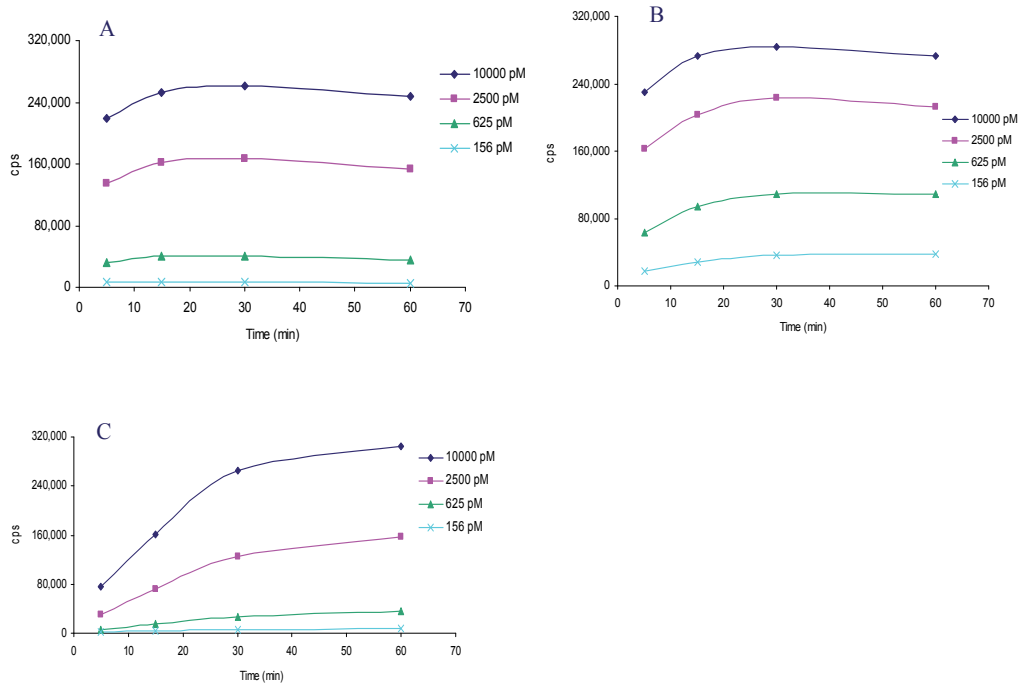 A
320,000
240,000
160,000
80,000
0
cps
0 10 20 30 40 50 60 70
Time (min)
10000 pM
2500 pM
625 pM
156 pM
B
320,000
240,000
160,000
80,000
0
cps
0 10 20 30 40 50 60 70
Time (min)
10000 pM
2500 pM
625 pM
156 pM
C
320,000
240,000
160,000
80,000
0
cps
0 10 20 30 40 50 60 70
Time (min)
10000 pM
2500 pM
625 pM
156 pM